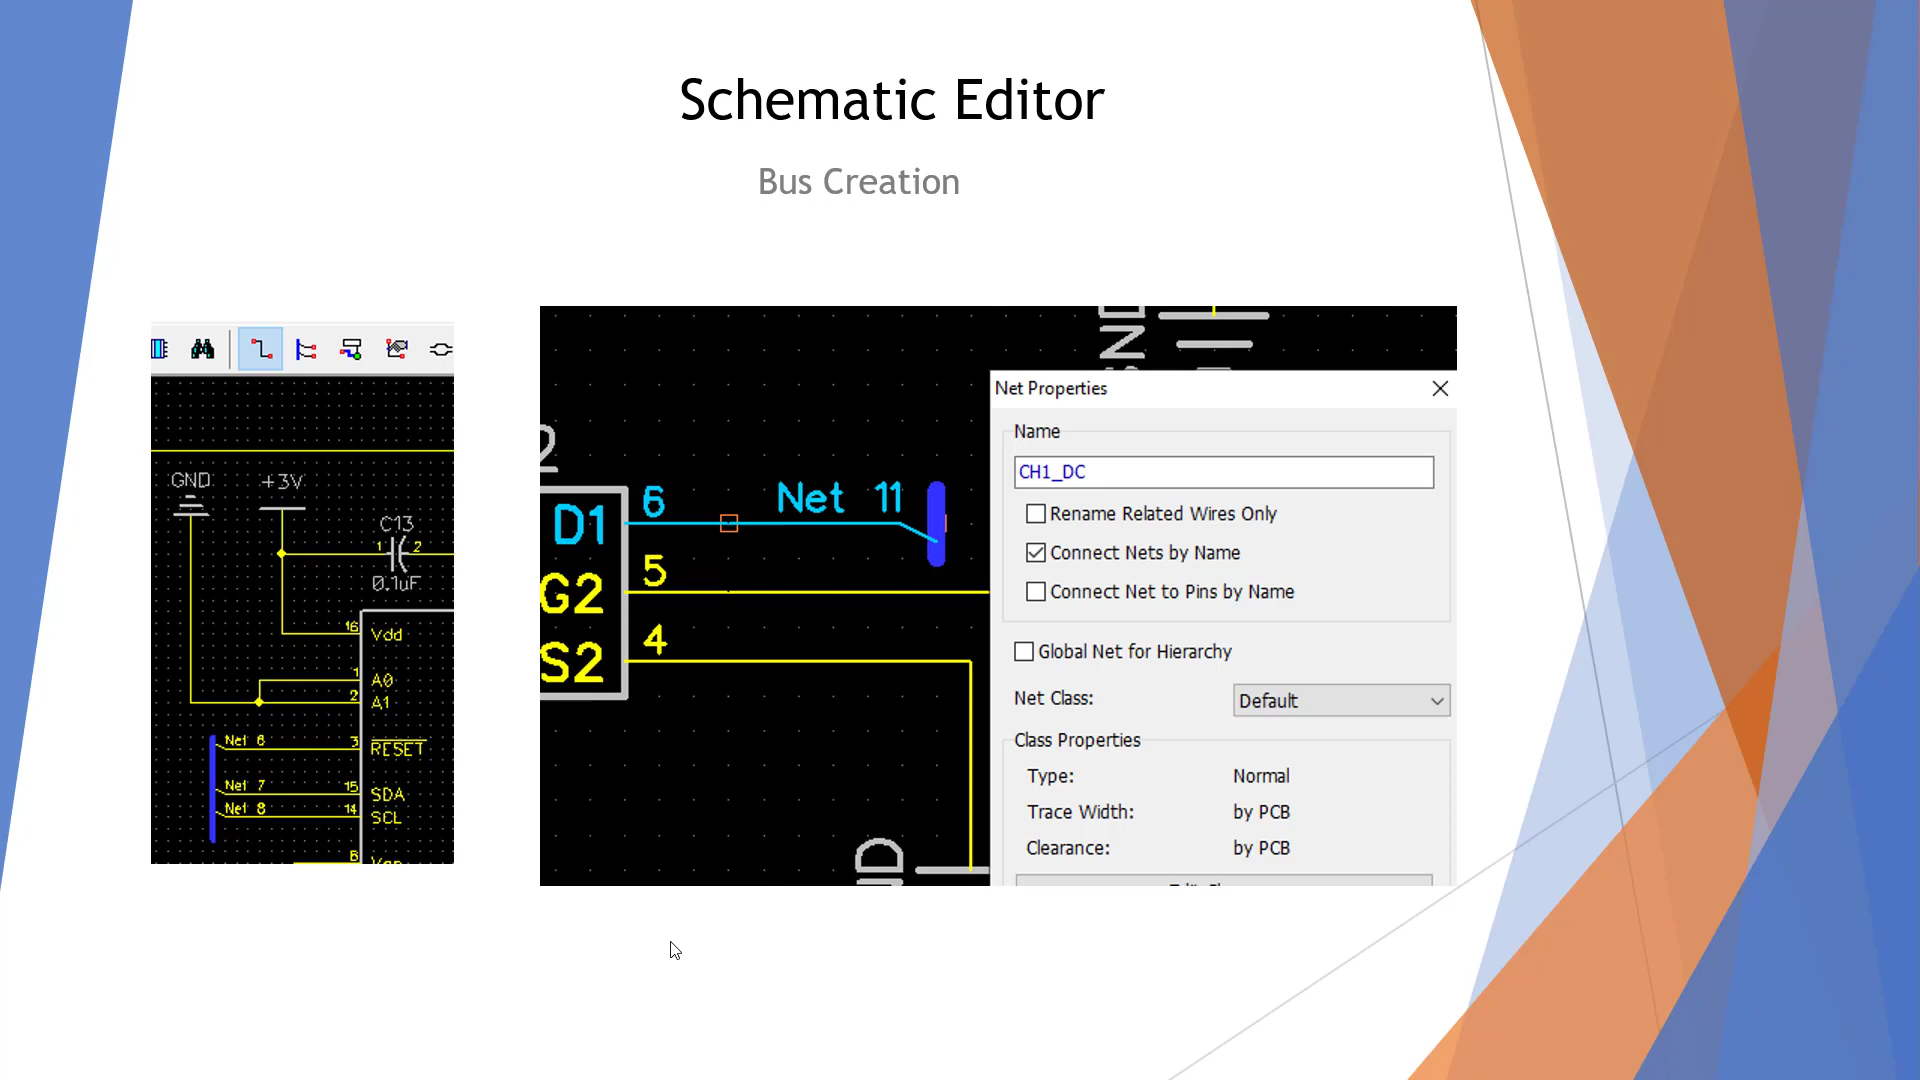 Schematic Editor
Bus Creation
GND
+3V
C13
1 2
0.1uF
16 Vdd
1 A0
2 A1
Net 6 3 RESET
Net 7 15 SDA
Net 8 14 SCL
6
2
D1 6 Net 11
G2 5
S2 4
Net Properties
Name
CH1_DC
Rename Related Wires Only
Connect Nets by Name
Connect Net to Pins by Name
Global Net for Hierarchy
Net Class: Default
Class Properties
Type: Normal
Trace Width: by PCB
Clearance: by PCB